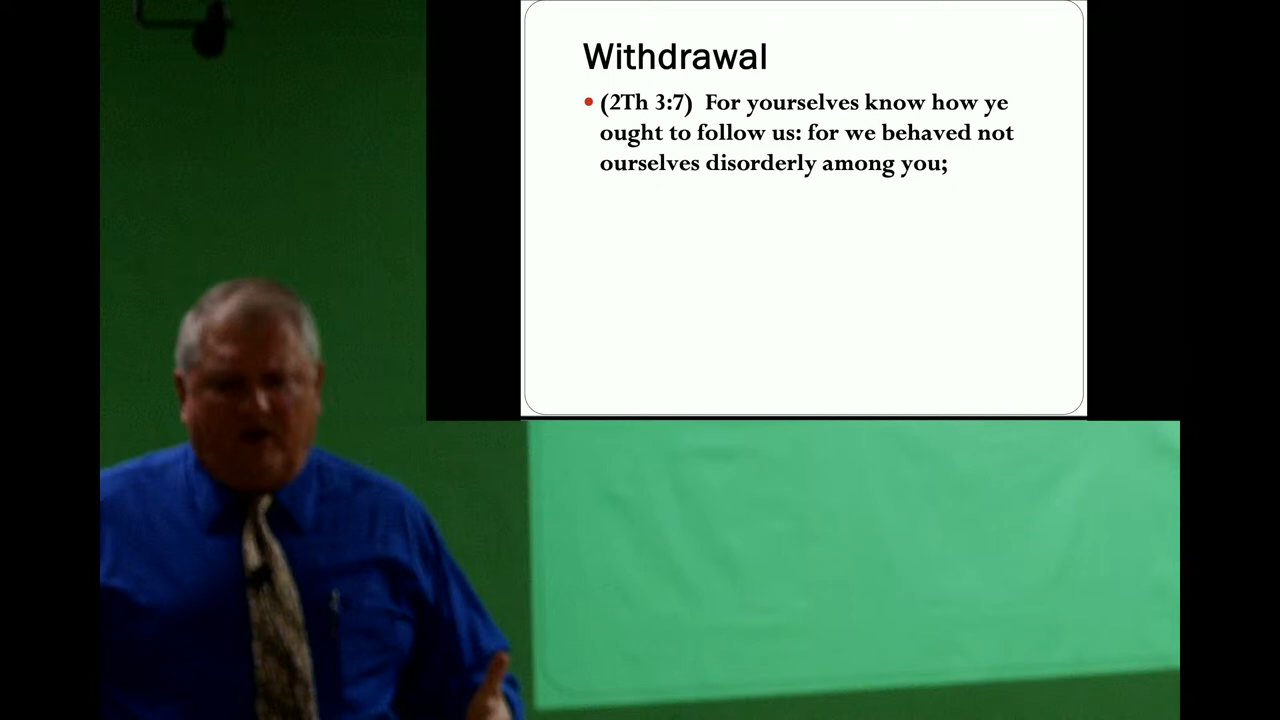 Withdrawal
• (2Th 3:7) For yourselves know how ye
ought to follow us: for we behaved not
ourselves disorderly among you;